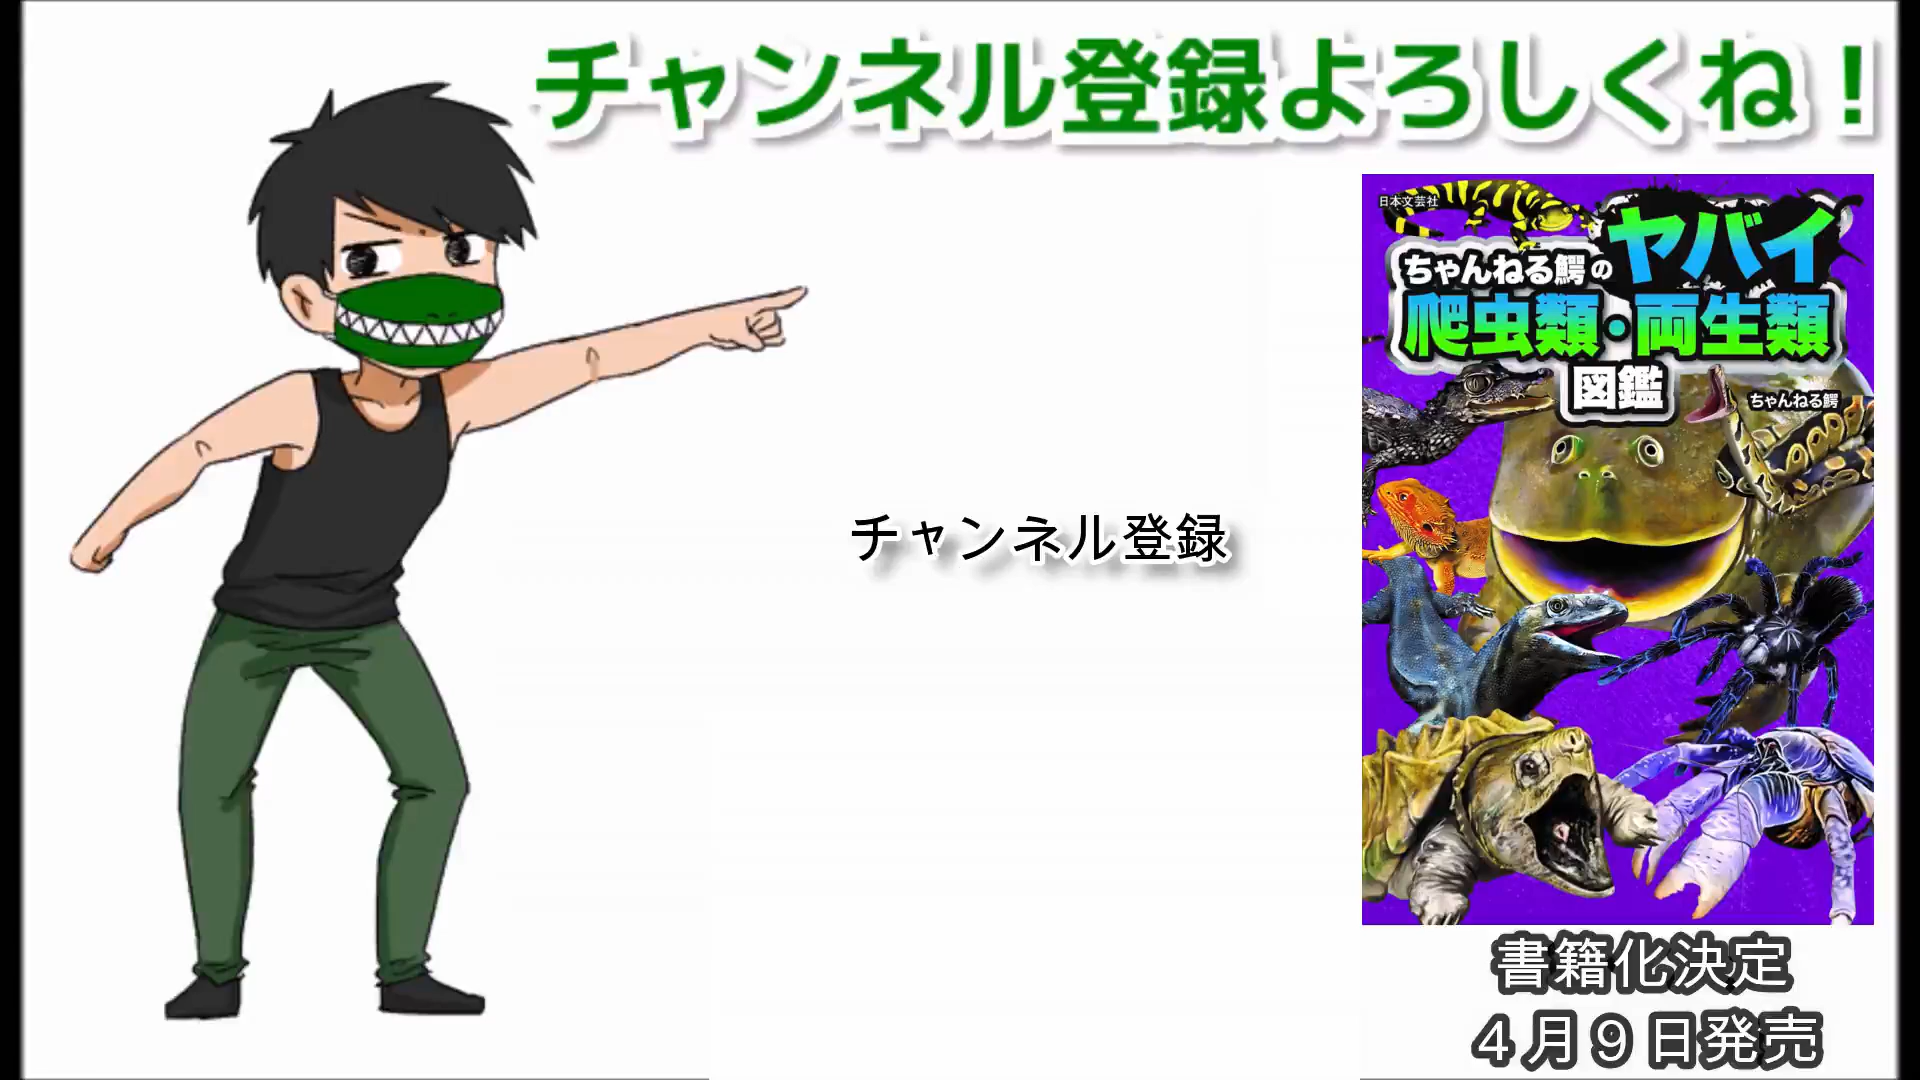 チャンネル登録よろしくね！
日本文芸社
ちゃんねる鰐のヤバイ
爬虫類・両生類
図鑑
ちゃんねる鰐
チャンネル登録
書籍化決定
４月９日発売